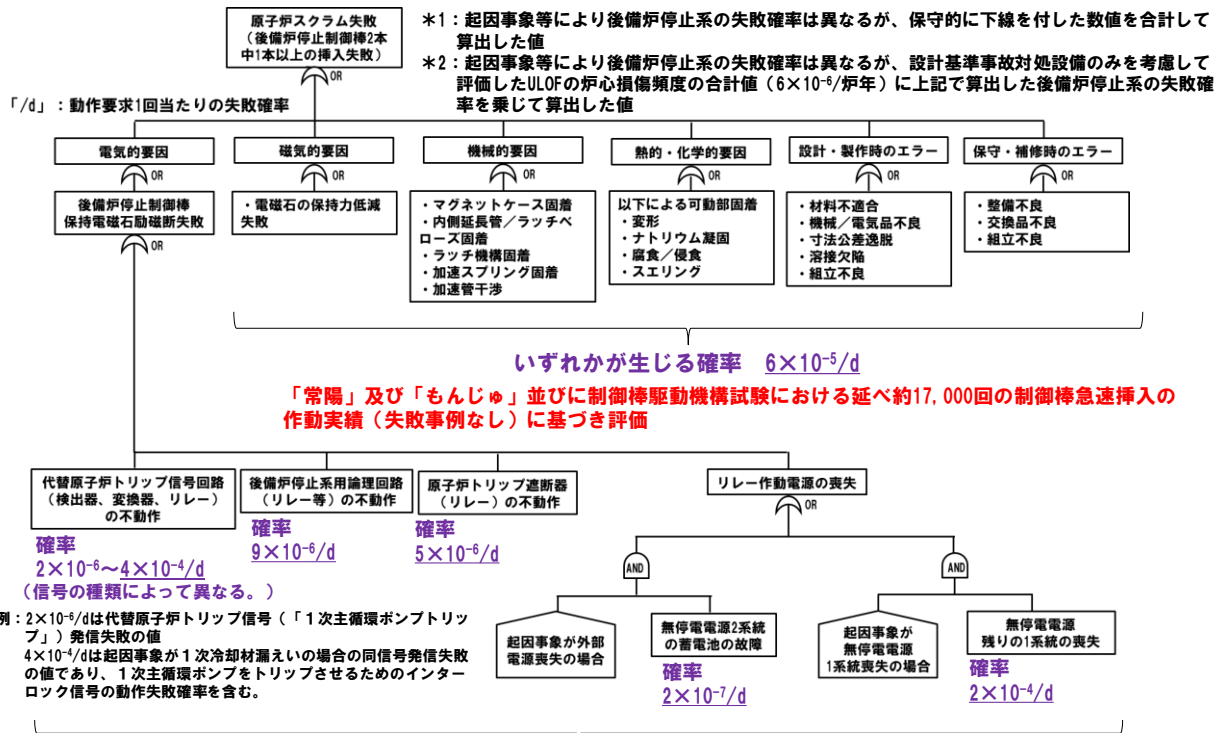 原子炉スクラム失敗
(後備炉停止制御棒2本
中1本以上の挿入失敗)
OR
*1:起因事象等により後備炉停止系の失敗確率は異なるが、保守的に下線を付した数値を合計して
算出した値
*2:起因事象等により後備炉停止系の失敗確率は異なるが、設計基準事故対処設備のみを考慮して
評価したULOFの炉心損傷頻度の合計値(6×10⁻⁶/炉年)に上記で算出した後備炉停止系の失敗確
率を乗じて算出した値
「/d」:動作要求1回当たりの失敗確率
電気的要因
OR
磁気的要因
OR
機械的要因
OR
熱的・化学的要因
OR
設計・製作時のエラー
OR
保守・補修時のエラー
OR
後備炉停止制御棒
保持電磁石励磁断失敗
OR
・電磁石の保持力低減
失敗
・マグネットケース固着
・内側延長管/ラッチベ
ローズ固着
・ラッチ機構固着
・加速スプリング固着
・加速管干渉
以下による可動部固着
・変形
・ナトリウム凝固
・腐食/侵食
・スエリング
・材料不適合
・機械/電気品不良
・寸法公差逸脱
・溶接欠陥
・組立不良
・整備不良
・交換品不良
・組立不良
いずれかが生じる確率 6×10⁻⁵/d
「常陽」及び「もんじゅ」並びに制御棒駆動機構試験における延べ約17,000回の制御棒急速挿入の
作動実績(失敗事例なし)に基づき評価
代替原子炉トリップ信号回路
(検出器、変換器、リレー)
の不動作
確率
2×10⁻⁶~4×10⁻⁴/d
(信号の種類によって異なる。)
後備炉停止系用論理回路
(リレー等)の不動作
確率
9×10⁻⁶/d
原子炉トリップ遮断器
(リレー)の不動作
確率
5×10⁻⁶/d
リレー作動電源の喪失
OR
AND
AND
起因事象が外部
電源喪失の場合
無停電電源2系統
の蓄電池の故障
確率
2×10⁻⁷/d
起因事象が
無停電電源
1系統喪失の場合
無停電電源
残りの1系統の喪失
確率
2×10⁻⁴/d
例:2×10⁻⁶/dは代替原子炉トリップ信号(「1次主循環ポンプトリッ
プ」)発信失敗の値
4×10⁻⁴/dは起因事象が1次冷却材漏えいの場合の同信号発信失敗
の値であり、1次主循環ポンプをトリップさせるためのインター
ロック信号の動作失敗確率を含む。